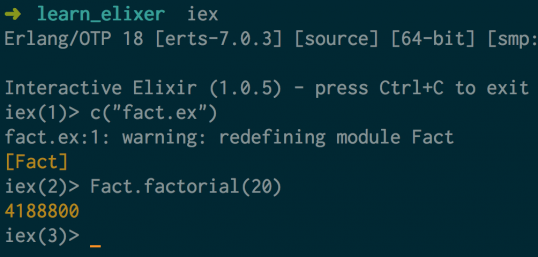 ➜ learn_elixer iex
Erlang/OTP 18 [erts-7.0.3] [source] [64-bit] [smp:
Interactive Elixir (1.0.5) - press Ctrl+C to exit
iex(1)> c("fact.ex")
fact.ex:1: warning: redefining module Fact
[Fact]
iex(2)> Fact.factorial(20)
4188800
iex(3)> _